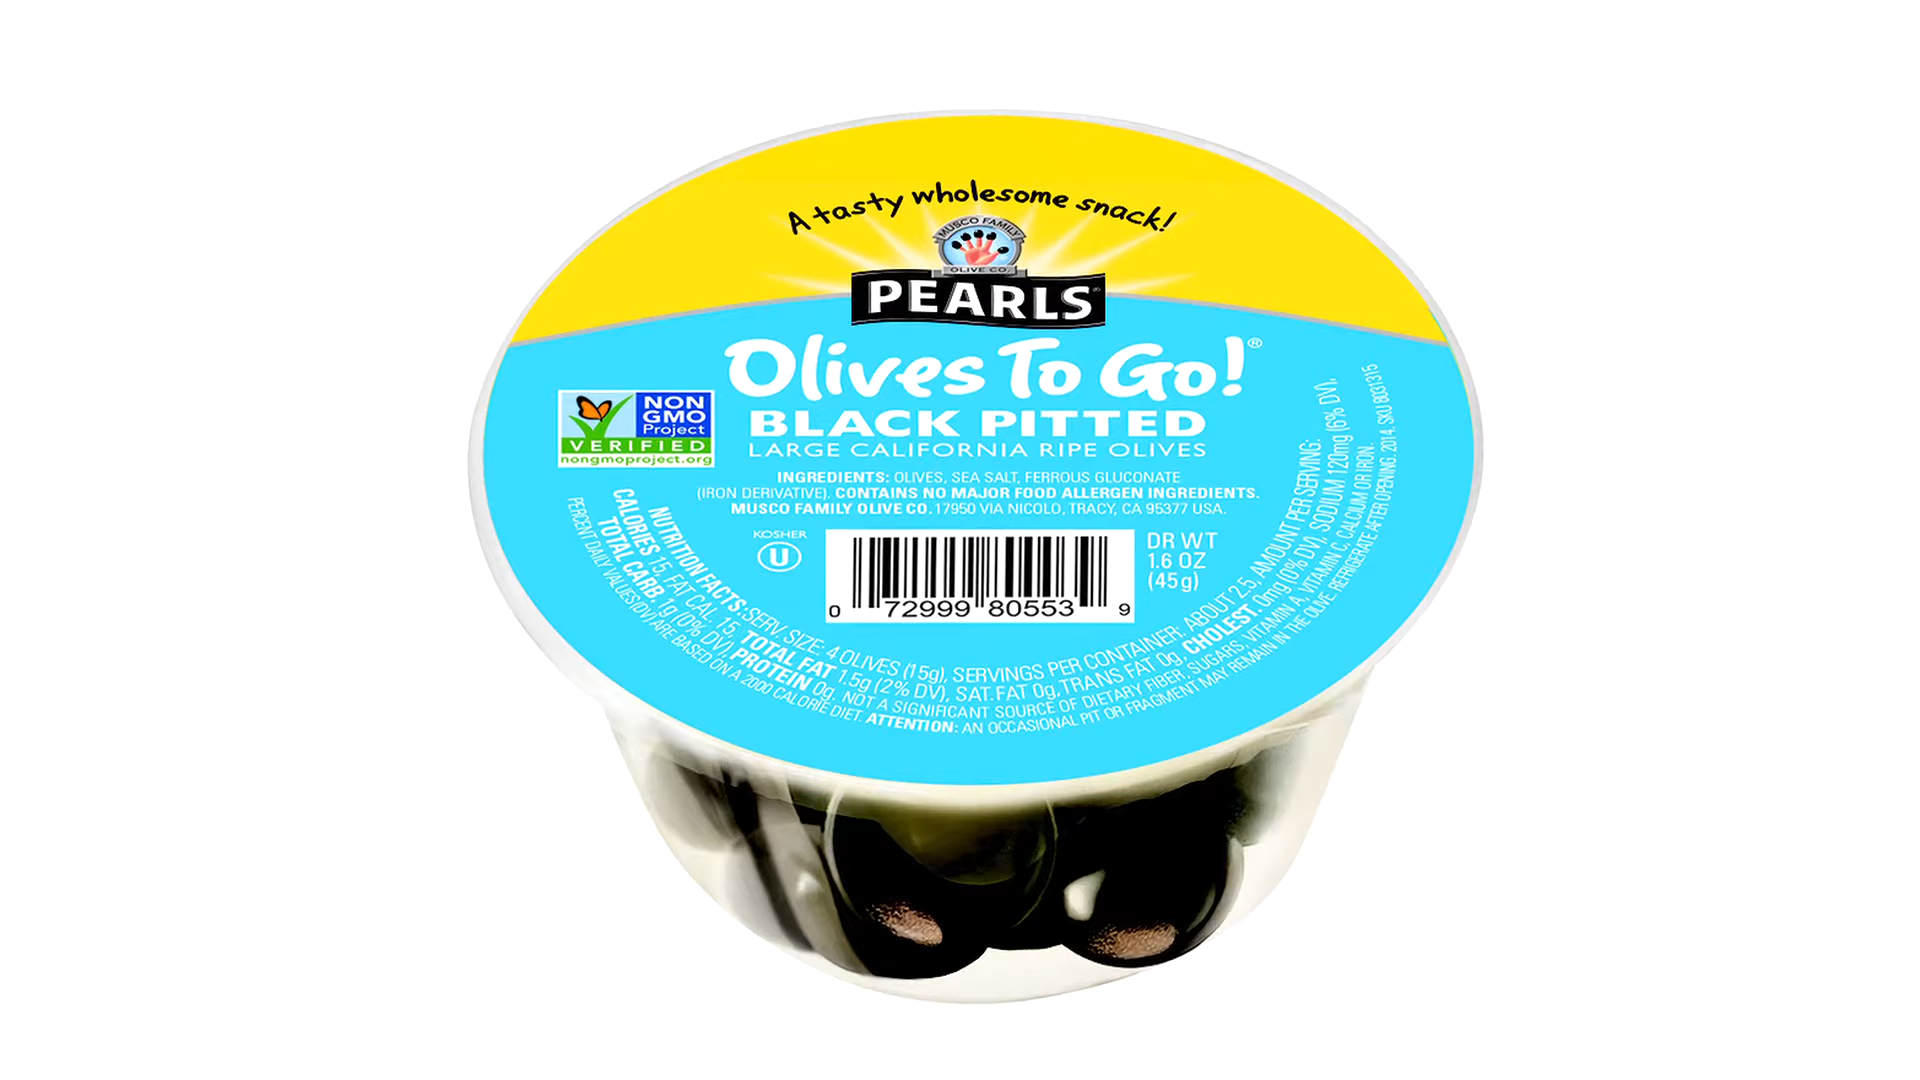 A tasty wholesome snack!
MUSCO FAMILY
OLIVE CO.
PEARLS®
Olives To Go!®
BLACK PITTED
LARGE CALIFORNIA RIPE OLIVES
NON
GMO
Project
VERIFIED
nongmoproject.org
INGREDIENTS: OLIVES, SEA SALT, FERROUS GLUCONATE
(IRON DERIVATIVE). CONTAINS NO MAJOR FOOD ALLERGEN INGREDIENTS.
MUSCO FAMILY OLIVE CO. 17950 VIA NICOLO, TRACY, CA 95377 USA.
KOSHER
U
0 72999 80553 9
DR WT
1.6 OZ
(45g)
NUTRITION FACTS: SERV. SIZE: 4 OLIVES (15g), SERVINGS PER CONTAINER: ABOUT 2.5, AMOUNT PER SERVING:
CALORIES 15, FAT CAL. 15, TOTAL FAT 1.5g (2% DV), SAT. FAT 0g, TRANS FAT 0g, CHOLEST. 0mg (0% DV), SODIUM 120mg (6% DV),
TOTAL CARB. 1g (0% DV), PROTEIN 0g. NOT A SIGNIFICANT SOURCE OF DIETARY FIBER, SUGARS, VITAMIN A, VITAMIN C, CALCIUM OR IRON.
PERCENT DAILY VALUES (DV) ARE BASED ON A 2000 CALORIE DIET. ATTENTION: AN OCCASIONAL PIT OR FRAGMENT MAY REMAIN IN THE OLIVE. REFRIGERATE AFTER OPENING. 2014. SKU 8031315